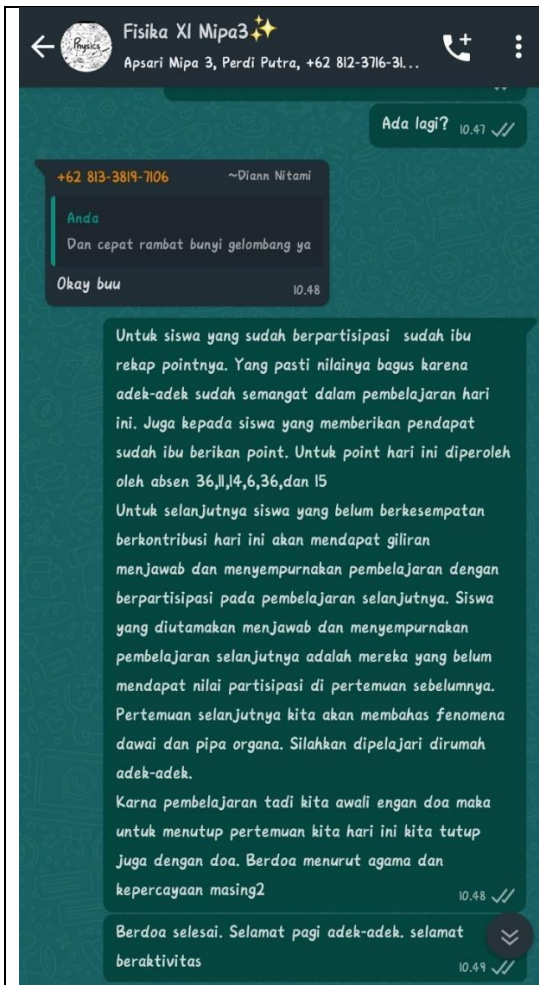 Physics
Fisika XI Mipa3✨
Apsari Mipa 3, Perdi Putra, +62 812-3716-31...
Ada lagi? 10.47
+62 813-3819-7106 ~Diann Nitami
Anda
Dan cepat rambat bunyi gelombang ya
Okay buu 10.48
Untuk siswa yang sudah berpartisipasi sudah ibu
rekap pointnya. Yang pasti nilainya bagus karena
adek-adek sudah semangat dalam pembelajaran hari
ini. Juga kepada siswa yang memberikan pendapat
sudah ibu berikan point. Untuk point hari ini diperoleh
oleh absen 36,11,14,6,36,dan 15
Untuk selanjutnya siswa yang belum berkesempatan
berkontribusi hari ini akan mendapat giliran
menjawab dan menyempurnakan pembelajaran dengan
berpartisipasi pada pembelajaran selanjutnya. Siswa
yang diutamakan menjawab dan menyempurnakan
pembelajaran selanjutnya adalah mereka yang belum
mendapat nilai partisipasi di pertemuan sebelumnya.
Pertemuan selanjutnya kita akan membahas fenomena
dawai dan pipa organa. Silahkan dipelajari dirumah
adek-adek.
Karna pembelajaran tadi kita awali engan doa maka
untuk menutup pertemuan kita hari ini kita tutup
juga dengan doa. Berdoa menurut agama dan
kepercayaan masing2 10.48
Berdoa selesai. Selamat pagi adek-adek. selamat
beraktivitas 10.49